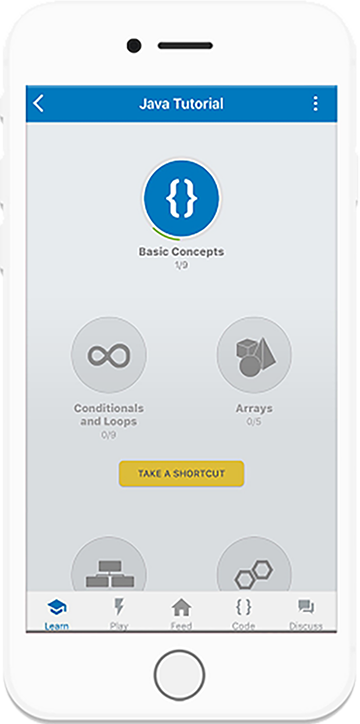 Java Tutorial
{}
Basic Concepts
1/9
Conditionals
and Loops
0/9
Arrays
0/5
TAKE A SHORTCUT
Learn
Play
Feed
{ }
Code
Discuss